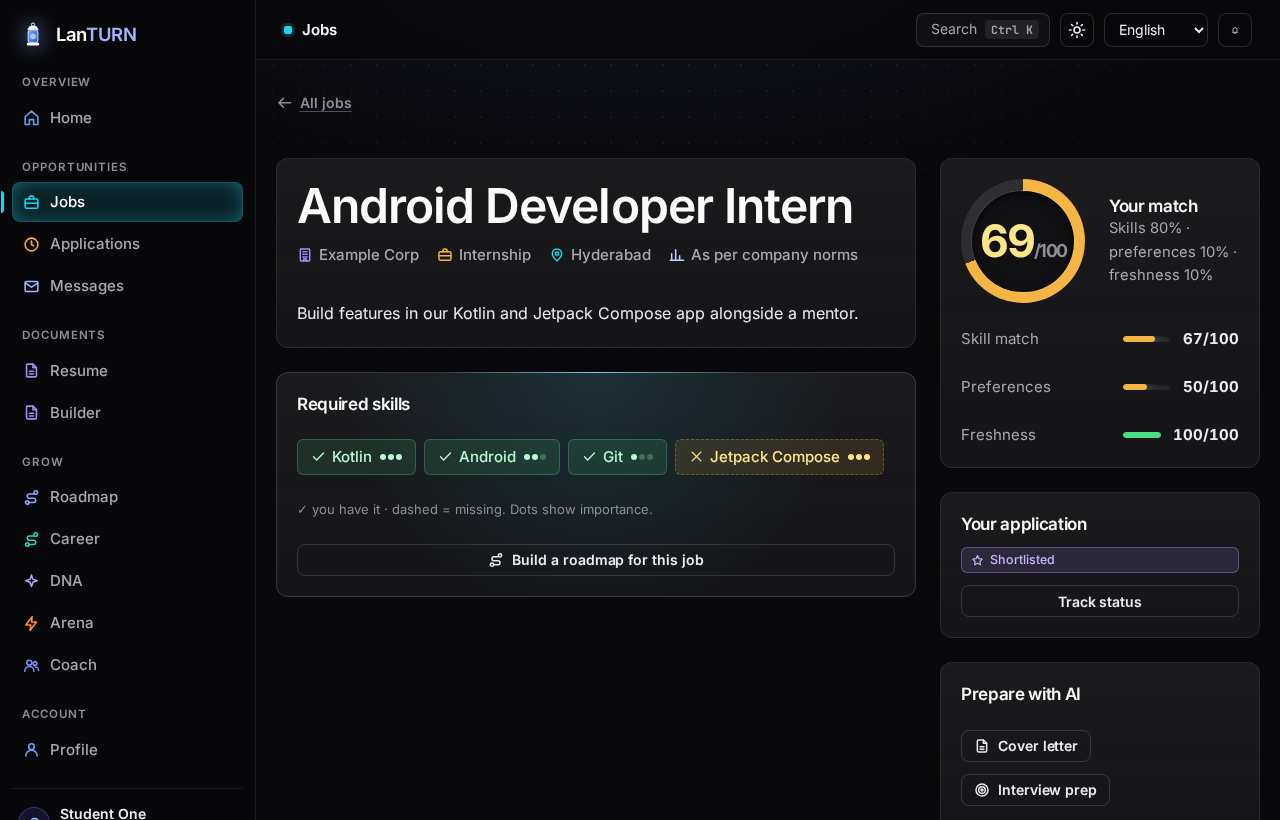 LanTURN
OVERVIEW
Home
OPPORTUNITIES
Jobs
Applications
Messages
DOCUMENTS
Resume
Builder
GROW
Roadmap
Career
DNA
Arena
Coach
ACCOUNT
Profile
Student One
Jobs
Search Ctrl K
English
All jobs
Android Developer Intern
Example Corp Internship Hyderabad As per company norms
Build features in our Kotlin and Jetpack Compose app alongside a mentor.
Required skills
Kotlin Android Git Jetpack Compose
✓ you have it · dashed = missing. Dots show importance.
Build a roadmap for this job
69/100
Your match
Skills 80% ·
preferences 10% ·
freshness 10%
Skill match 67/100
Preferences 50/100
Freshness 100/100
Your application
Shortlisted
Track status
Prepare with AI
Cover letter
Interview prep